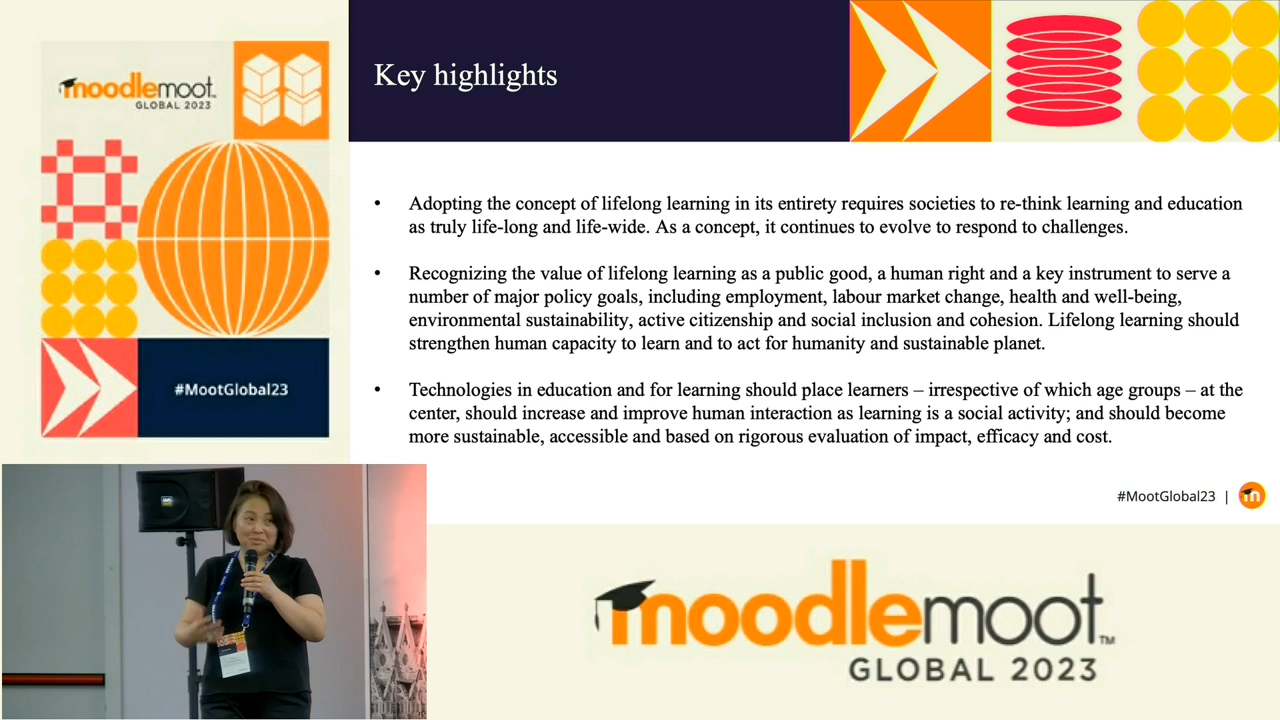 moodlemoot™
GLOBAL 2023
#MootGlobal23
Key highlights
• Adopting the concept of lifelong learning in its entirety requires societies to re-think learning and education
as truly life-long and life-wide. As a concept, it continues to evolve to respond to challenges.
• Recognizing the value of lifelong learning as a public good, a human right and a key instrument to serve a
number of major policy goals, including employment, labour market change, health and well-being,
environmental sustainability, active citizenship and social inclusion and cohesion. Lifelong learning should
strengthen human capacity to learn and to act for humanity and sustainable planet.
• Technologies in education and for learning should place learners – irrespective of which age groups – at the
center, should increase and improve human interaction as learning is a social activity; and should become
more sustainable, accessible and based on rigorous evaluation of impact, efficacy and cost.
#MootGlobal23 | m
moodlemoot™
GLOBAL 2023